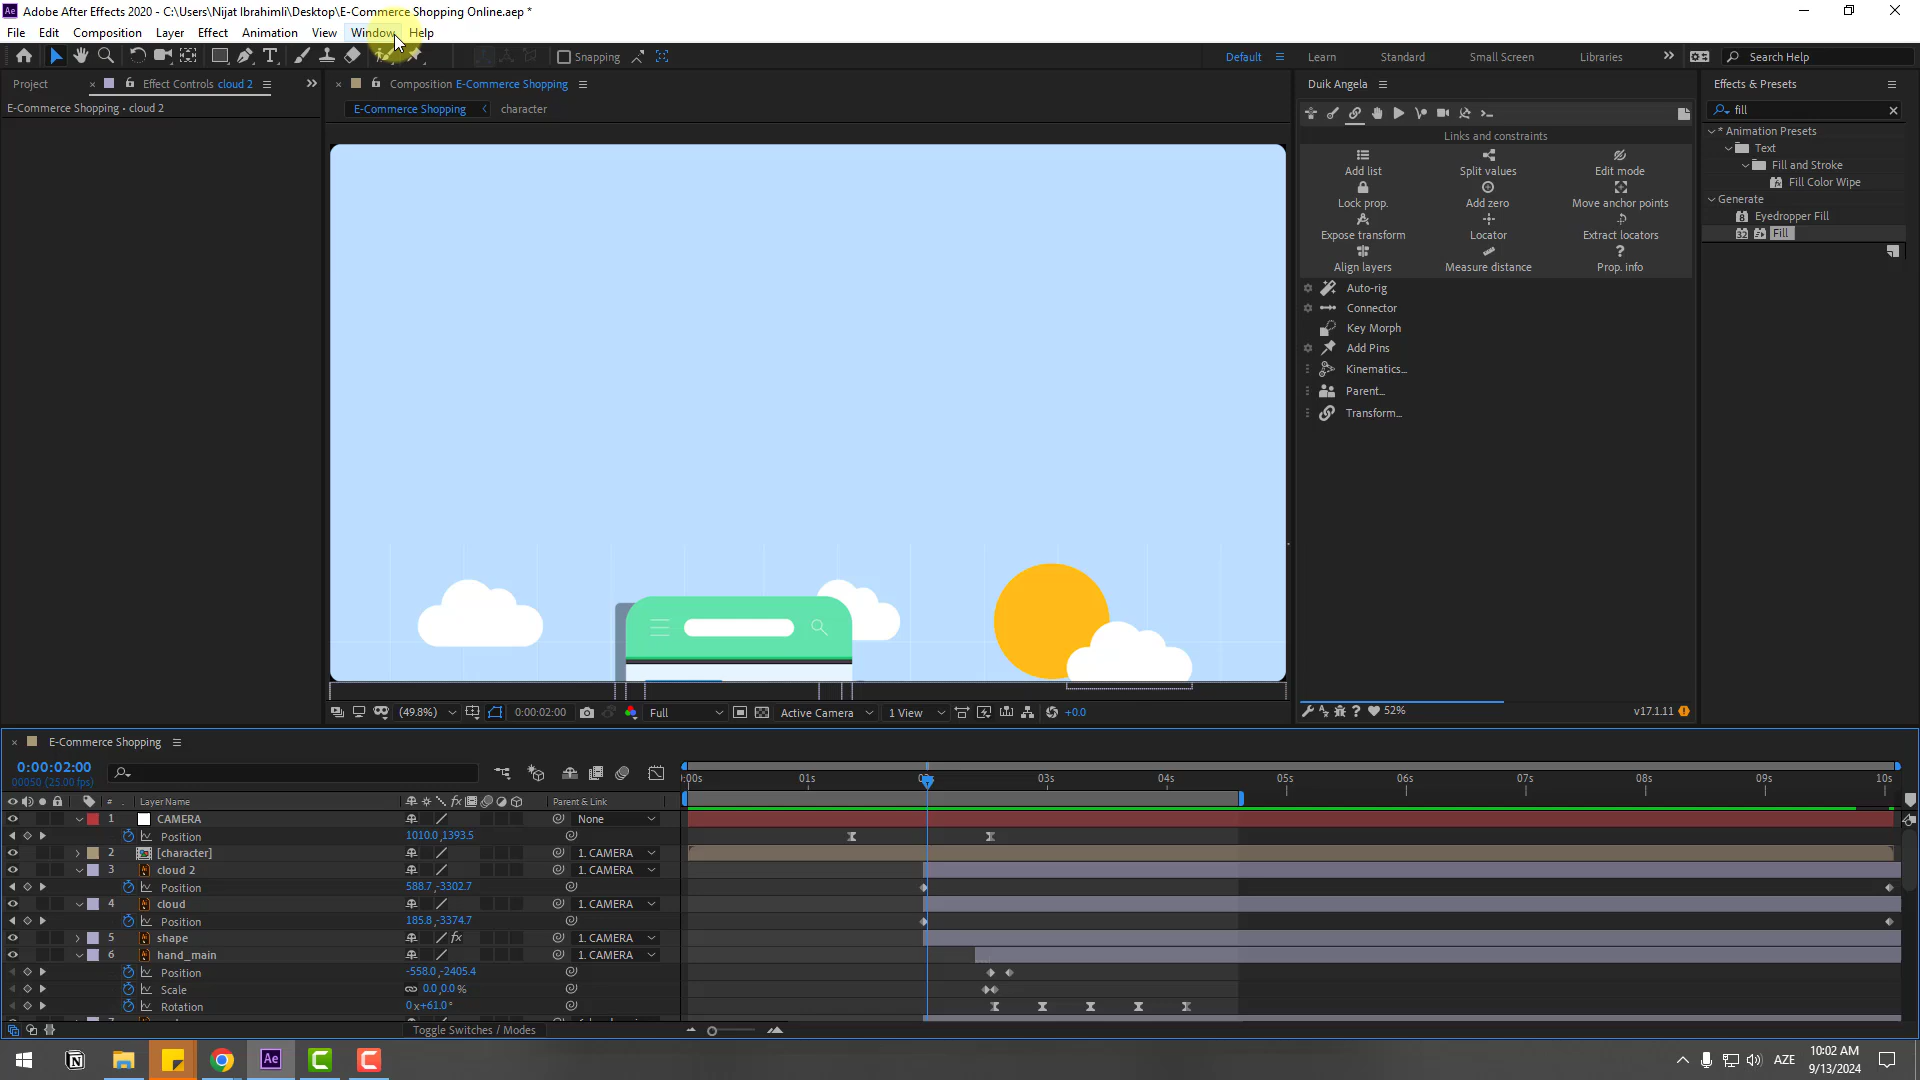 Adobe After Effects 2020 - C:\Users\Nijat Ibrahimli\Desktop\E-Commerce Shopping Online.aep *
File Edit Composition Layer Effect Animation View Window Help
Snapping
Default Learn Standard Small Screen Libraries Search Help
Project Effect Controls cloud 2
Composition E-Commerce Shopping
Duik Angela
Effects & Presets
E-Commerce Shopping • cloud 2
E-Commerce Shopping character
fill
* Animation Presets
Text
Fill and Stroke
Fill Color Wipe
Generate
Eyedropper Fill
Fill
Links and constraints
Add list Split values Edit mode
Lock prop. Add zero Move anchor points
Expose transform Locator Extract locators
Align layers Measure distance Prop. info
Auto-rig
Connector
Key Morph
Add Pins
Kinematics...
Parent...
Transform...
52% v17.1.11
(49.8%) 0:00:02:00 Full Active Camera 1 View +0.0
E-Commerce Shopping
0:00:02:00
00050 (25.00 fps)
01s 03s 04s 05s 06s 07s 08s 09s 10s
# Layer Name Parent & Link
1 CAMERA None
Position 1010.0,1393.5
2 [character] 1. CAMERA
3 cloud 2 1. CAMERA
Position 588.7,-3302.7
4 cloud 1. CAMERA
Position 185.8,-3374.7
5 shape fx 1. CAMERA
6 hand_main 1. CAMERA
Position -558.0,-2405.4
Scale 0.0,0.0%
Rotation 0x+61.0°
Toggle Switches / Modes
AZE
10:02 AM
9/13/2024